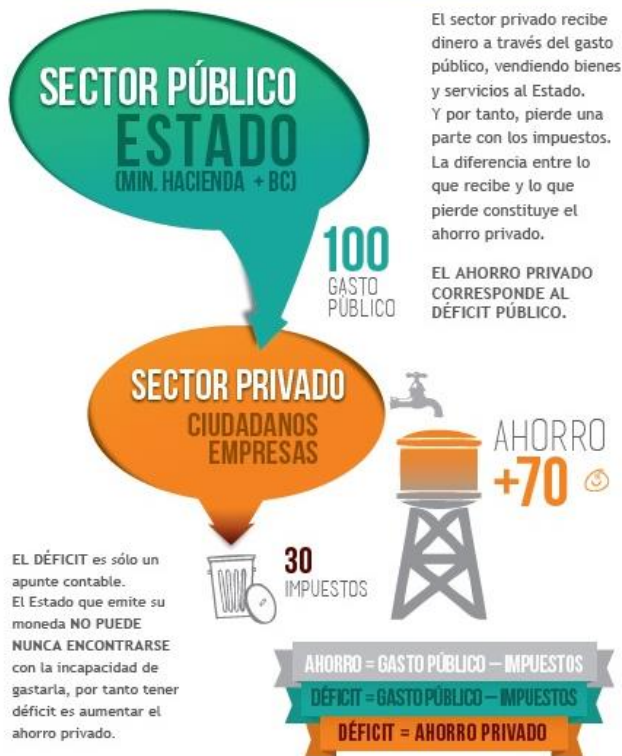 SECTOR PÚBLICO
ESTADO
(MIN. HACIENDA + BC)
El sector privado recibe
dinero a través del gasto
público, vendiendo bienes
y servicios al Estado.
Y por tanto, pierde una
parte con los impuestos.
La diferencia entre lo
que recibe y lo que
pierde constituye el
ahorro privado.
EL AHORRO PRIVADO
CORRESPONDE AL
DÉFICIT PÚBLICO.
100
GASTO
PÙBLICO
SECTOR PRIVADO
CIUDADANOS
EMPRESAS
AHORRO
+70
30
IMPUESTOS
EL DÉFICIT es sólo un
apunte contable.
El Estado que emite su
moneda NO PUEDE
NUNCA ENCONTRARSE
con la incapacidad de
gastarla, por tanto tener
déficit es aumentar el
ahorro privado.
AHORRO = GASTO PÚBLICO – IMPUESTOS
DÉFICIT = GASTO PÚBLICO – IMPUESTOS
DÉFICIT = AHORRO PRIVADO